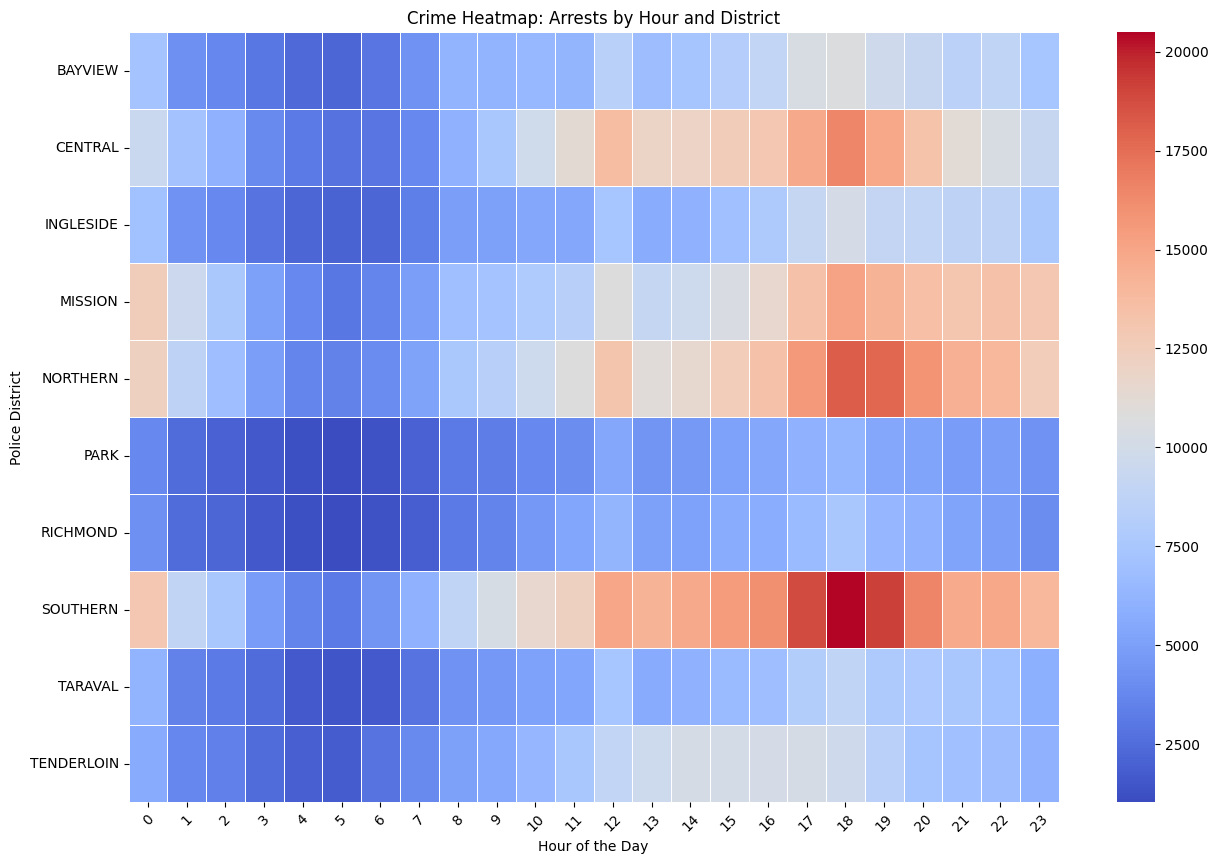 Crime Heatmap: Arrests by Hour and District
Police District
BAYVIEW
CENTRAL
INGLESIDE
MISSION
NORTHERN
PARK
RICHMOND
SOUTHERN
TARAVAL
TENDERLOIN
0 1 2 3 4 5 6 7 8 9 10 11 12 13 14 15 16 17 18 19 20 21 22 23
Hour of the Day
20000
17500
15000
12500
10000
7500
5000
2500